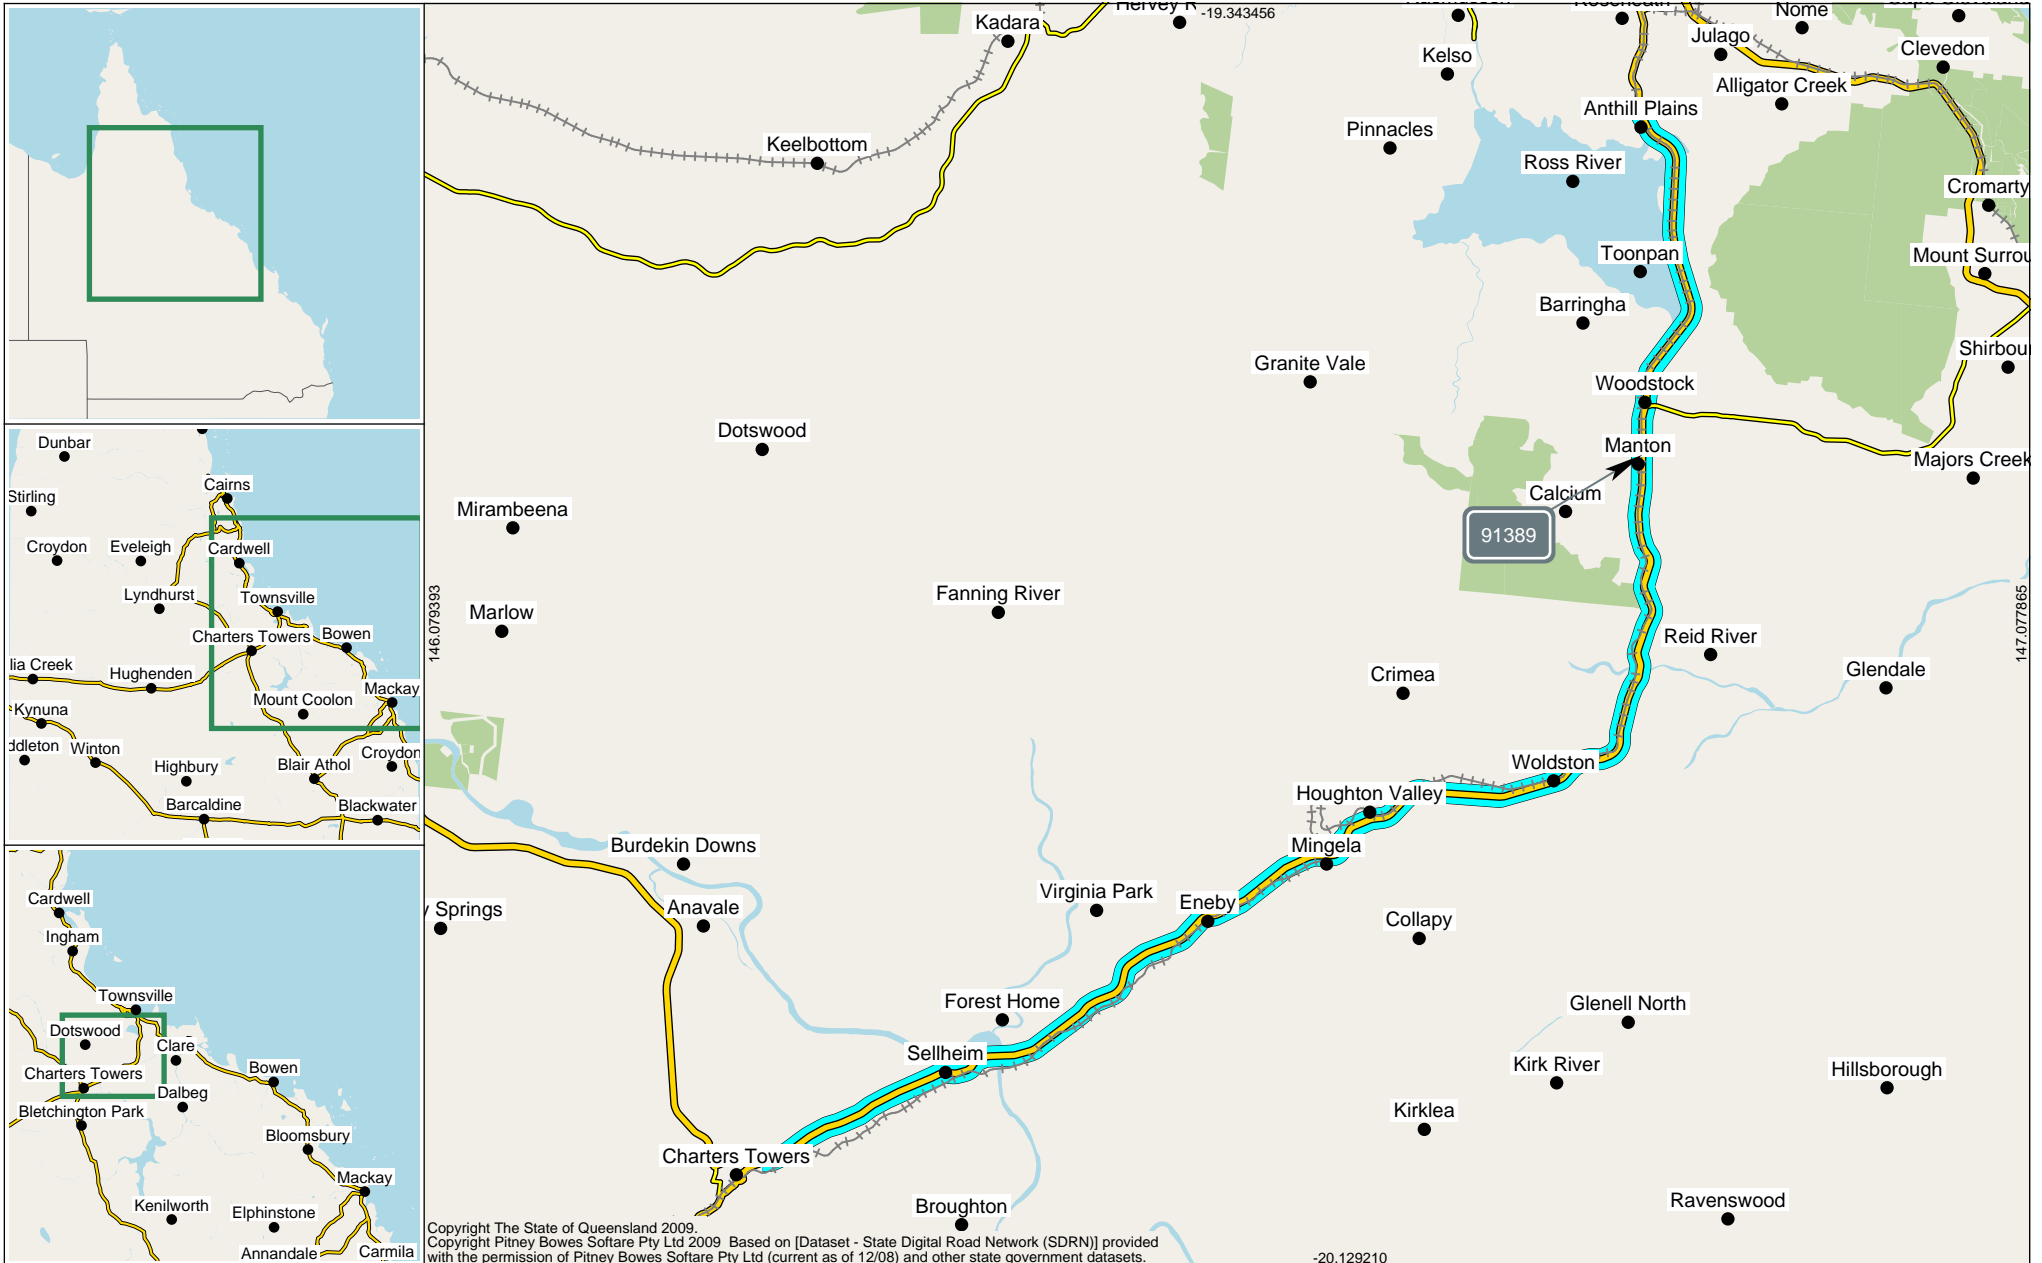 Dunbar
Cairns
Stirling
Croydon
Eveleigh
Cardwell
Lyndhurst
Townsville
Charters Towers
Bowen
lia Creek
Hughenden
Mackay
Mount Coolon
Kynuna
ddleton
Winton
Croydon
Highbury
Blair Athol
Barcaldine
Blackwater
Cardwell
Ingham
Townsville
Dotswood
Clare
Charters Towers
Bowen
Dalbeg
Bletchington Park
Bloomsbury
Mackay
Kenilworth
Elphinstone
Annandale
Carmila
-19.343456
Kadara
Nome
Julago
Kelso
Clevedon
Alligator Creek
Anthill Plains
Pinnacles
Keelbottom
Ross River
Cromarty
Toonpan
Mount Surrou
Barringha
Shirbour
Granite Vale
Woodstock
Dotswood
Manton
Majors Creek
Calcium
Mirambeena
91389
146.079393
147.077865
Fanning River
Marlow
Reid River
Glendale
Crimea
Woldston
Houghton Valley
Mingela
Burdekin Downs
Virginia Park
Eneby
y Springs
Anavale
Collapy
Forest Home
Glenell North
Sellheim
Kirk River
Hillsborough
Kirklea
Charters Towers
Broughton
Ravenswood
Copyright The State of Queensland 2009.
Copyright Pitney Bowes Softare Pty Ltd 2009 Based on [Dataset - State Digital Road Network (SDRN)] provided
with the permission of Pitney Bowes Softare Pty Ltd (current as of 12/08) and other state government datasets.
-20.129210